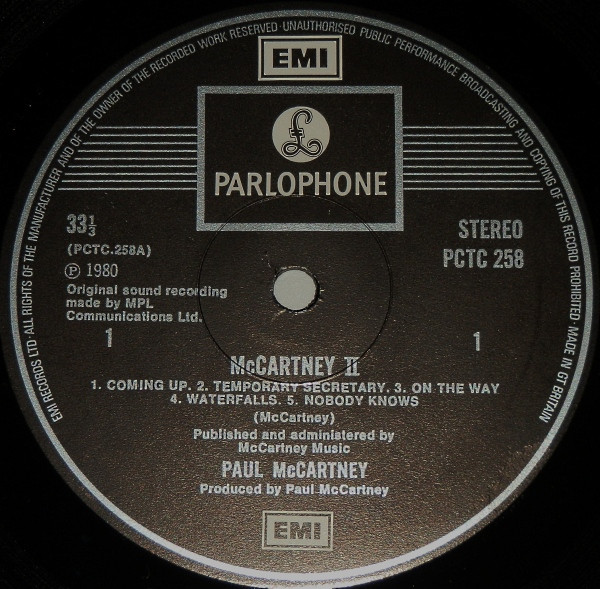 EMI RECORDS LTD·ALL RIGHTS OF THE MANUFACTURER AND OF THE OWNER OF THE RECORDED WORK RESERVED·UNAUTHORISED PUBLIC PERFORMANCE BROADCASTING AND COPYING OF THIS RECORD PROHIBITED·MADE IN GT BRITAIN
EMI
£
PARLOPHONE
33⅓
STEREO
(PCTC.258A)
PCTC 258
℗ 1980
Original sound recording
made by MPL
Communications Ltd.
1
1
McCARTNEY II
1. COMING UP. 2. TEMPORARY SECRETARY. 3. ON THE WAY
4. WATERFALLS. 5. NOBODY KNOWS
(McCartney)
Published and administered by
McCartney Music
PAUL McCARTNEY
Produced by Paul McCartney
EMI